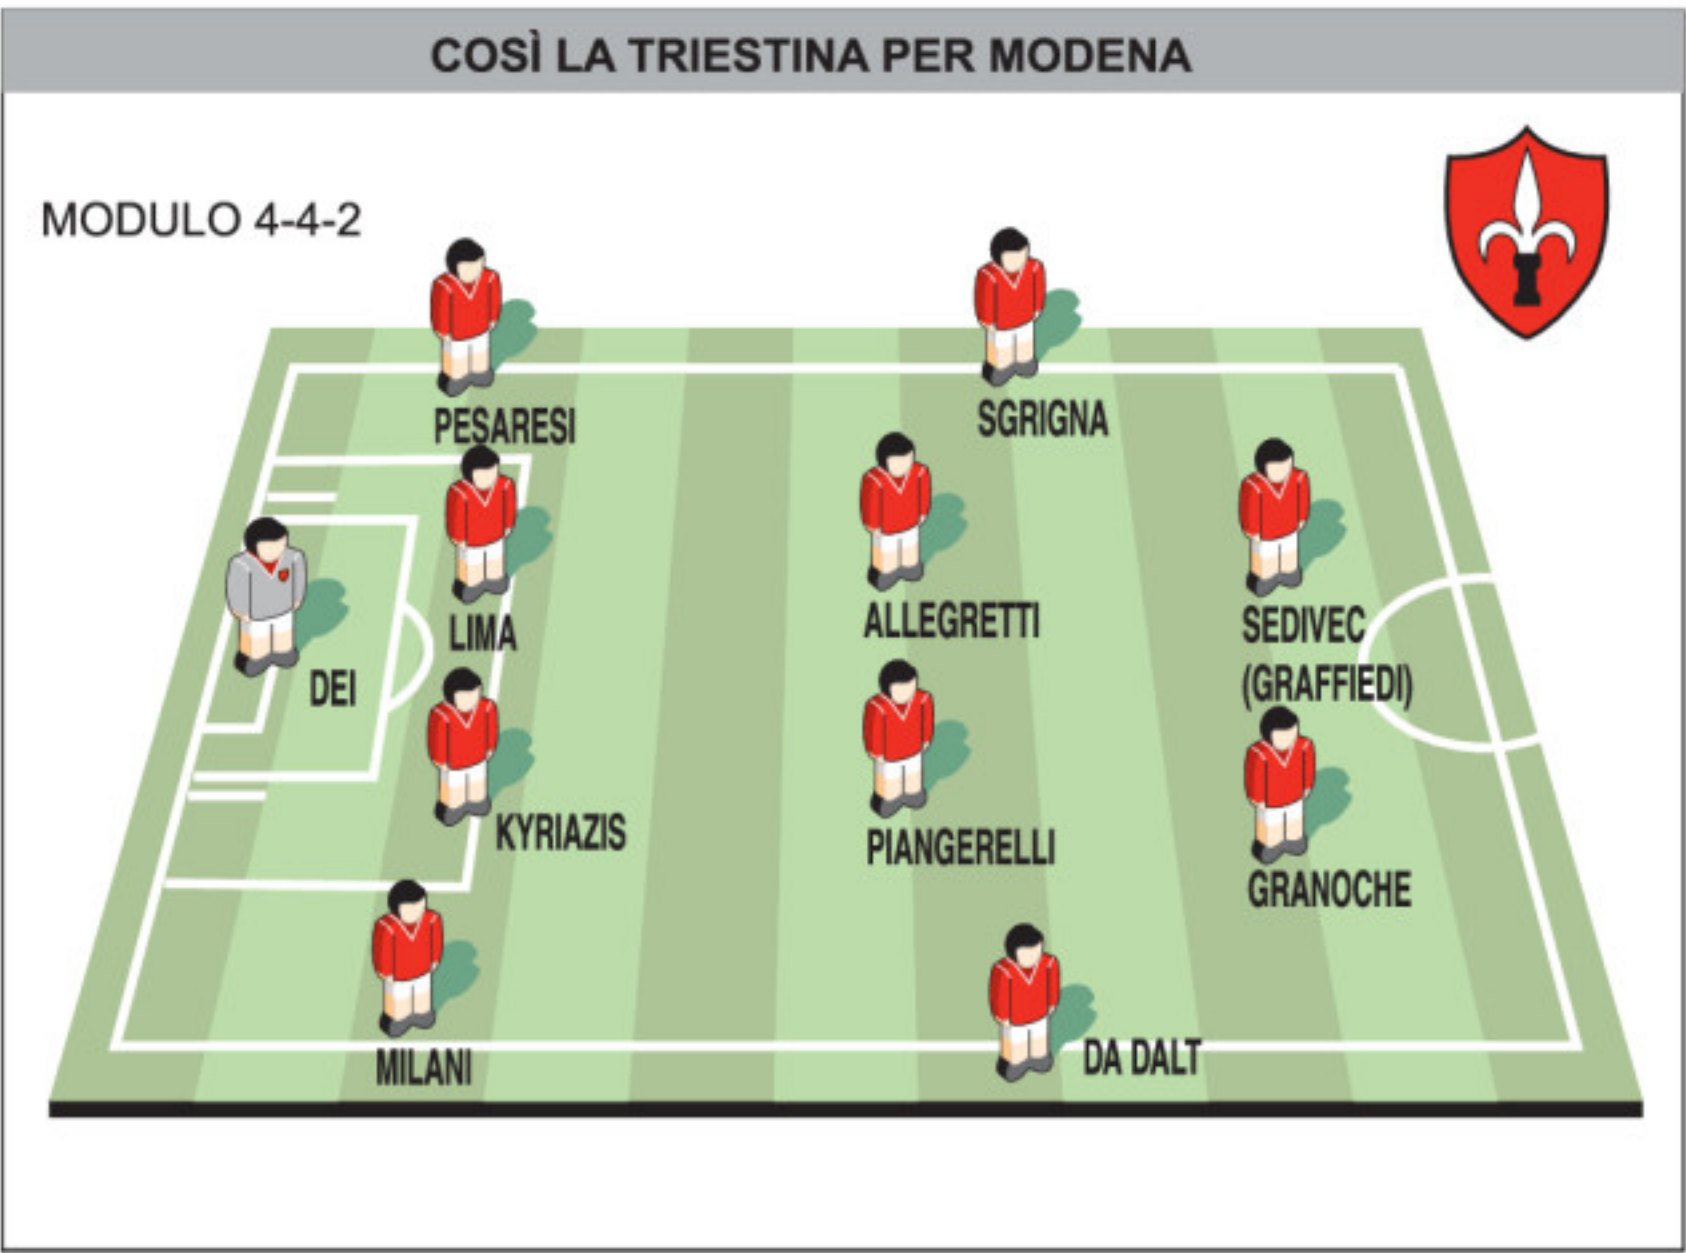 COSÌ LA TRIESTINA PER MODENA
MODULO 4-4-2
PESARESI
SGRIGNA
LIMA
ALLEGRETTI
SEDIVEC
(GRAFFIEDI)
DEI
KYRIAZIS
PIANGERELLI
GRANOCHE
MILANI
DA DALT